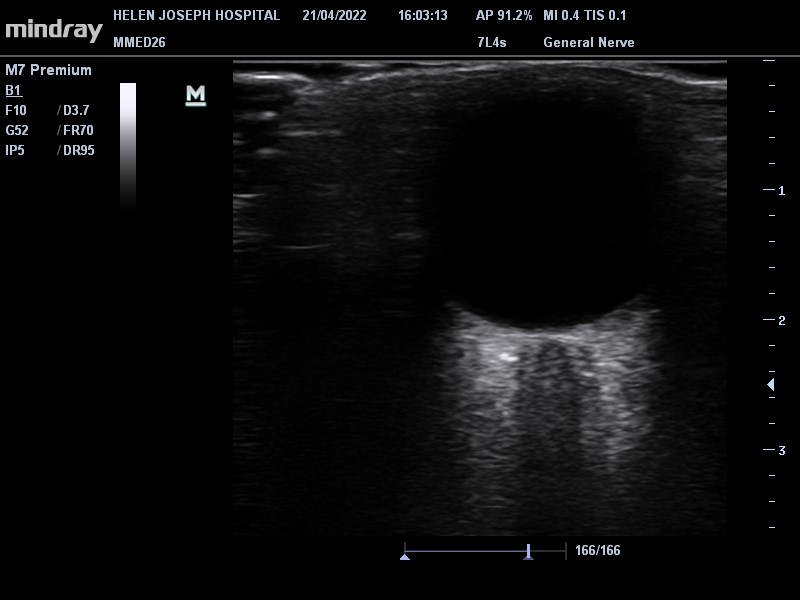 mindray
HELEN JOSEPH HOSPITAL 21/04/2022 16:03:13 AP 91.2% MI 0.4 TIS 0.1
MMED26 7L4s General Nerve
M7 Premium
B1
F10 / D3.7
G52 / FR70
IP5 / DR95
M
1
2
3
166/166